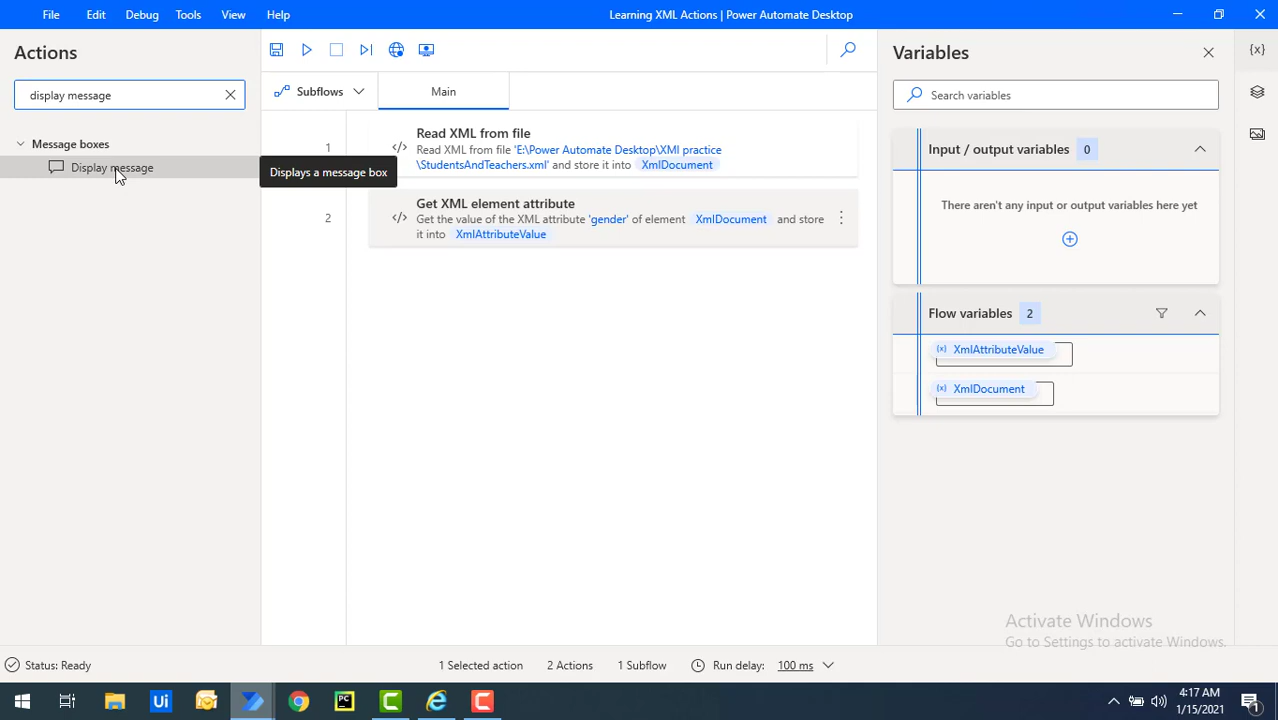 File Edit Debug Tools View Help
Learning XML Actions | Power Automate Desktop
Actions
display message
Message boxes
Display message
Displays a message box
Subflows
Main
1
Read XML from file
Read XML from file 'E:\Power Automate Desktop\XMl practice
\StudentsAndTeachers.xml' and store it into XmlDocument
2
Get XML element attribute
Get the value of the XML attribute 'gender' of element XmlDocument and store
it into XmlAttributeValue
Variables
{x}
Search variables
Input / output variables 0
There aren't any input or output variables here yet
Flow variables 2
(x) XmlAttributeValue
(x) XmlDocument
Activate Windows
Go to Settings to activate Windows.
Status: Ready
1 Selected action
2 Actions
1 Subflow
Run delay: 100 ms
Ui
PC
4:17 AM
1/15/2021
1